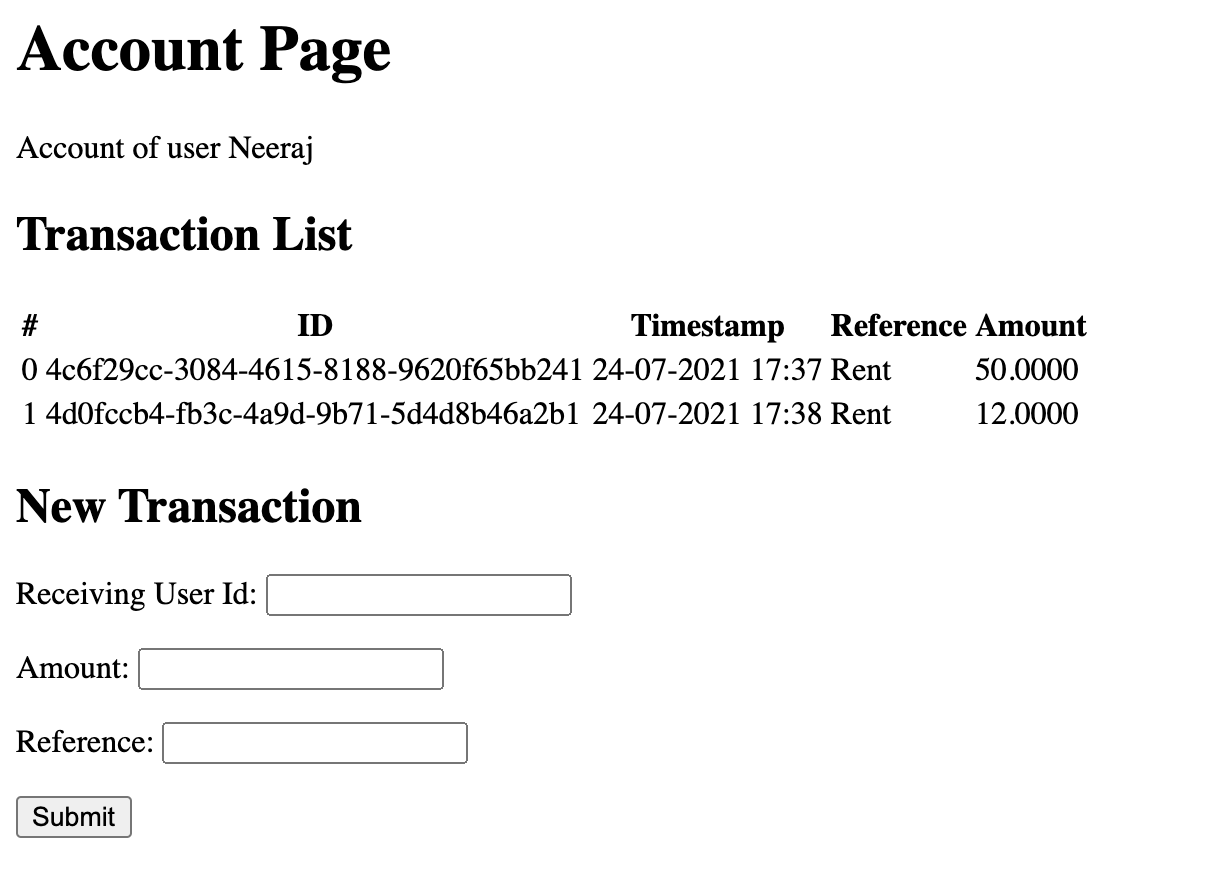 Account Page
Account of user Neeraj
Transaction List
# ID Timestamp Reference Amount
0 4c6f29cc-3084-4615-8188-9620f65bb241 24-07-2021 17:37 Rent 50.0000
1 4d0fccb4-fb3c-4a9d-9b71-5d4d8b46a2b1 24-07-2021 17:38 Rent 12.0000
New Transaction
Receiving User Id:
Amount:
Reference:
Submit